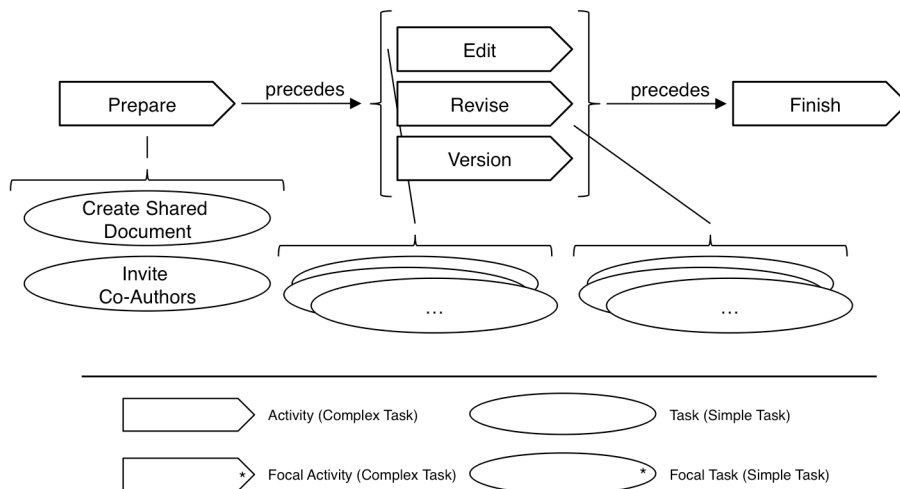 Edit
precedes
precedes
Prepare
Revise
Finish
Version
Create Shared
Document
Invite
Co-Authors
...
...
Activity (Complex Task)
Task (Simple Task)
* Focal Activity (Complex Task)
* Focal Task (Simple Task)